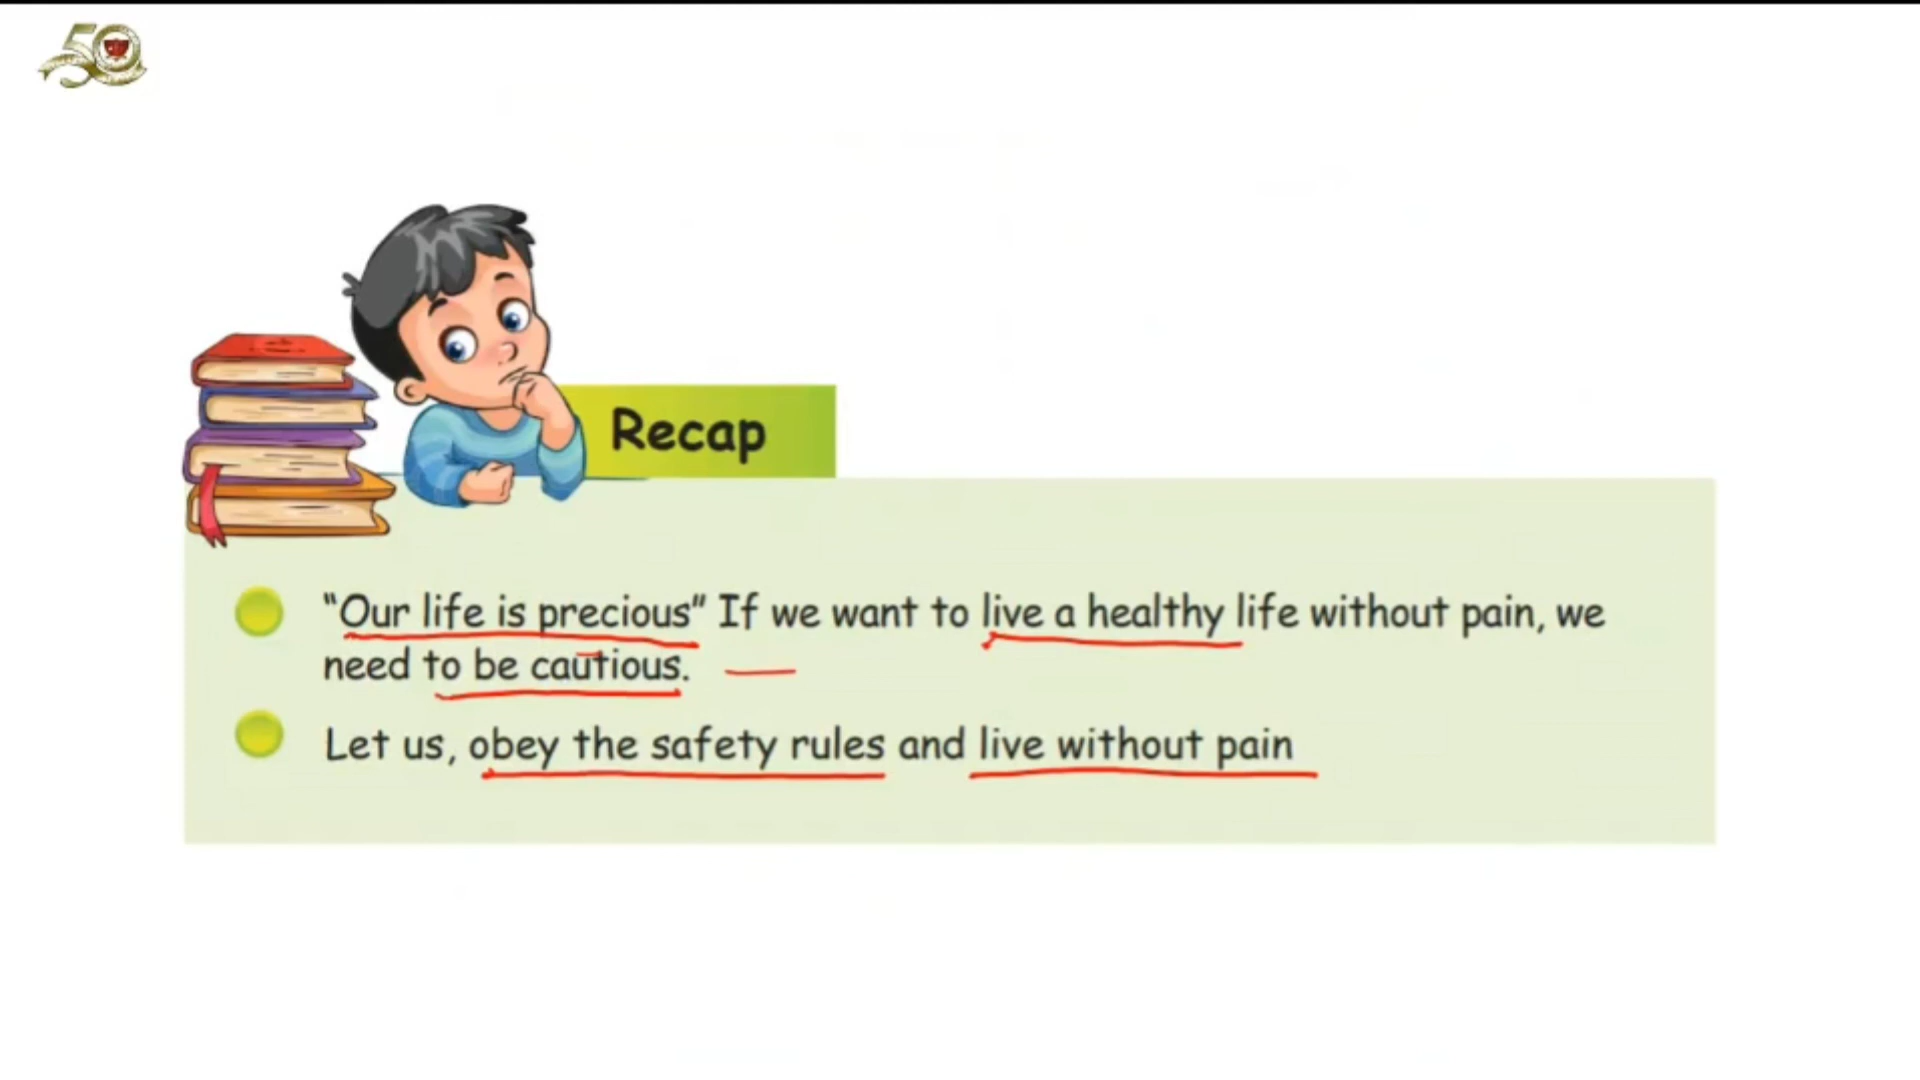 50
Recap
"Our life is precious" If we want to live a healthy life without pain, we
need to be cautious.
Let us, obey the safety rules and live without pain